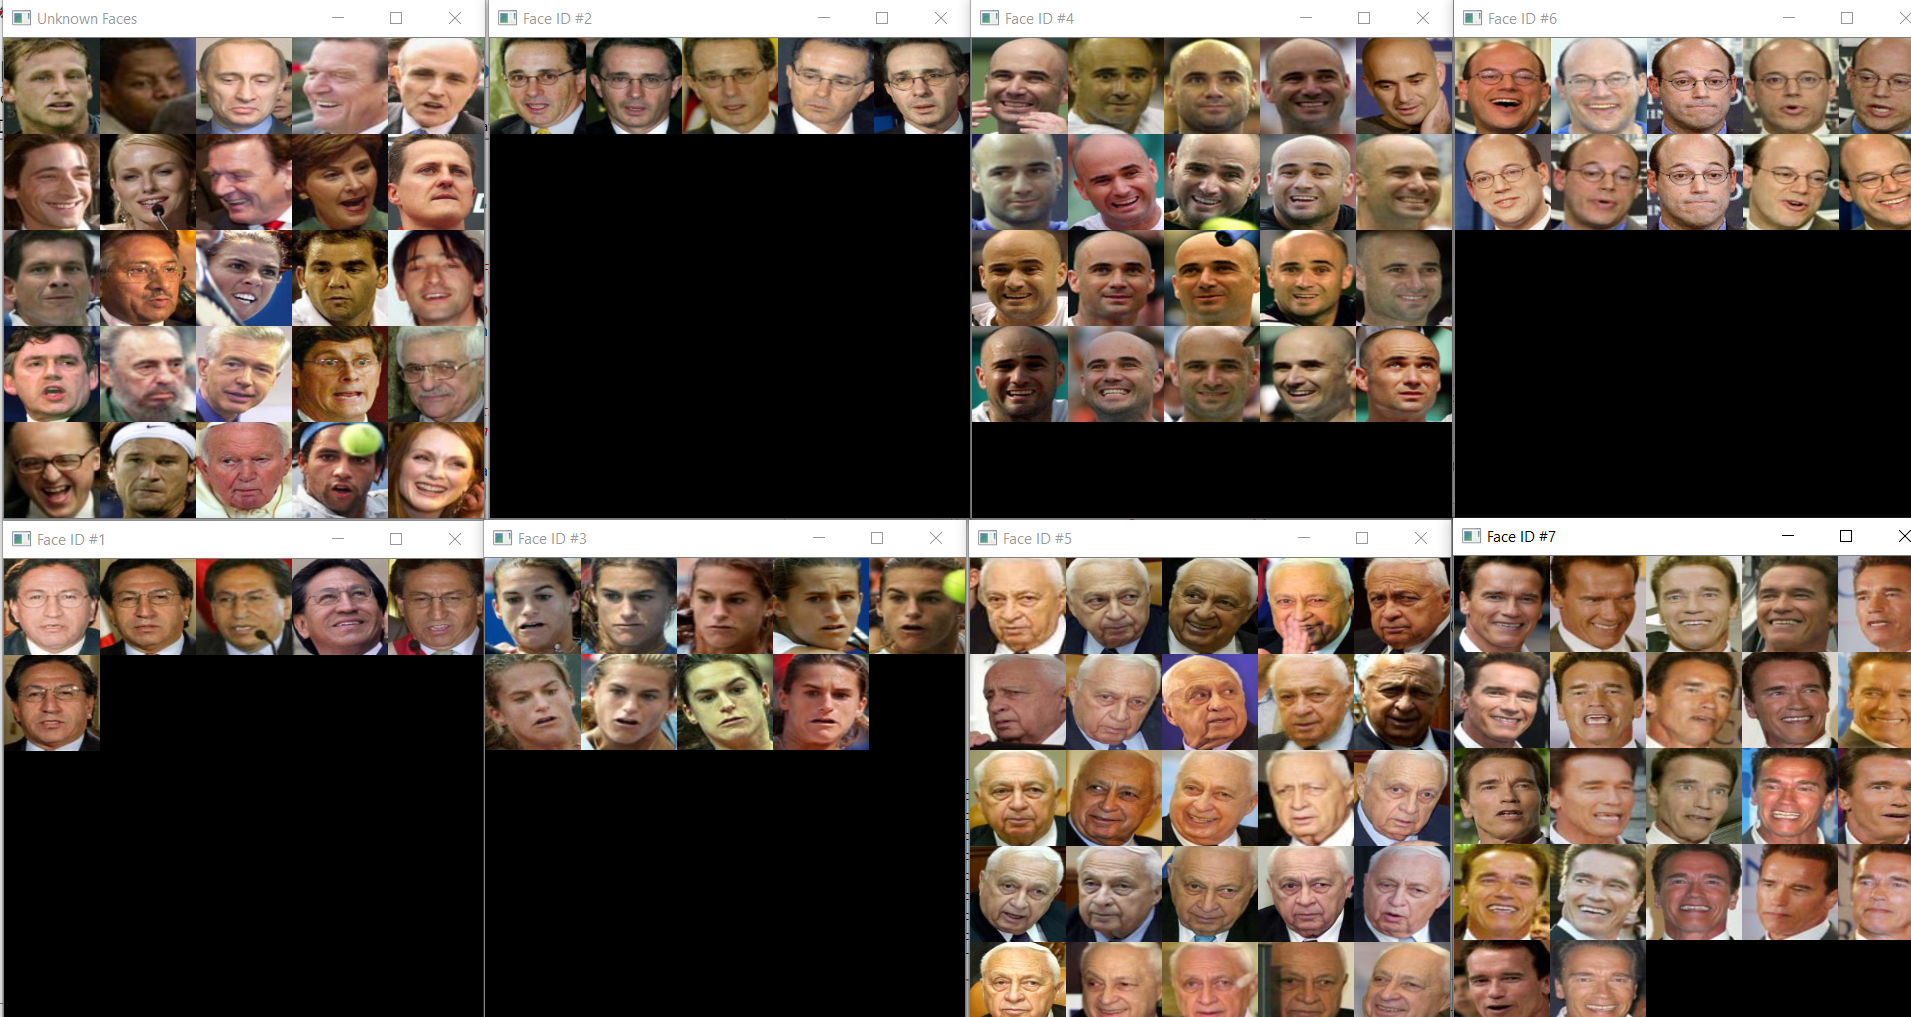 Unknown Faces
Face ID #2
Face ID #4
Face ID #6
Face ID #1
Face ID #3
Face ID #5
Face ID #7